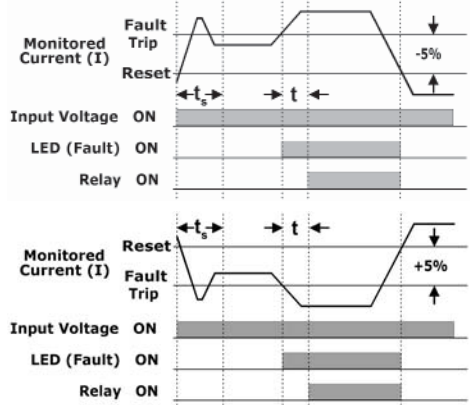 Fault
Trip
Monitored
Current (I)
-5%
Reset
ts
t
Input Voltage ON
LED (Fault) ON
Relay ON
ts
t
Reset
Monitored
Current (I)
+5%
Fault
Trip
Input Voltage ON
LED (Fault) ON
Relay ON